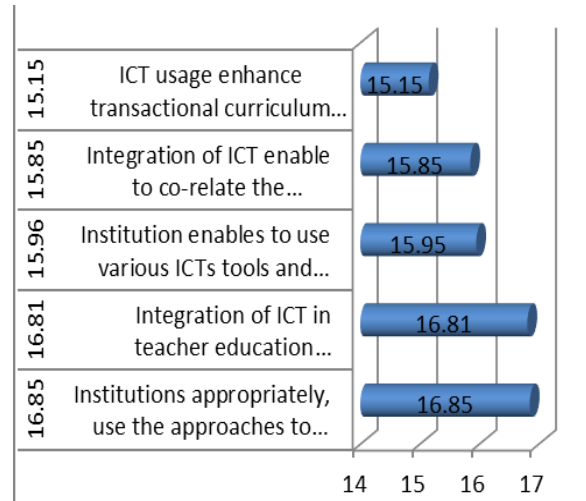 15.15
ICT usage enhance
transactional curriculum...
15.15
15.85
Integration of ICT enable
to co-relate the...
15.85
15.96
Institution enables to use
various ICTs tools and...
15.95
16.81
Integration of ICT in
teacher education...
16.81
16.85
Institutions appropriately,
use the approaches to...
16.85
14 15 16 17